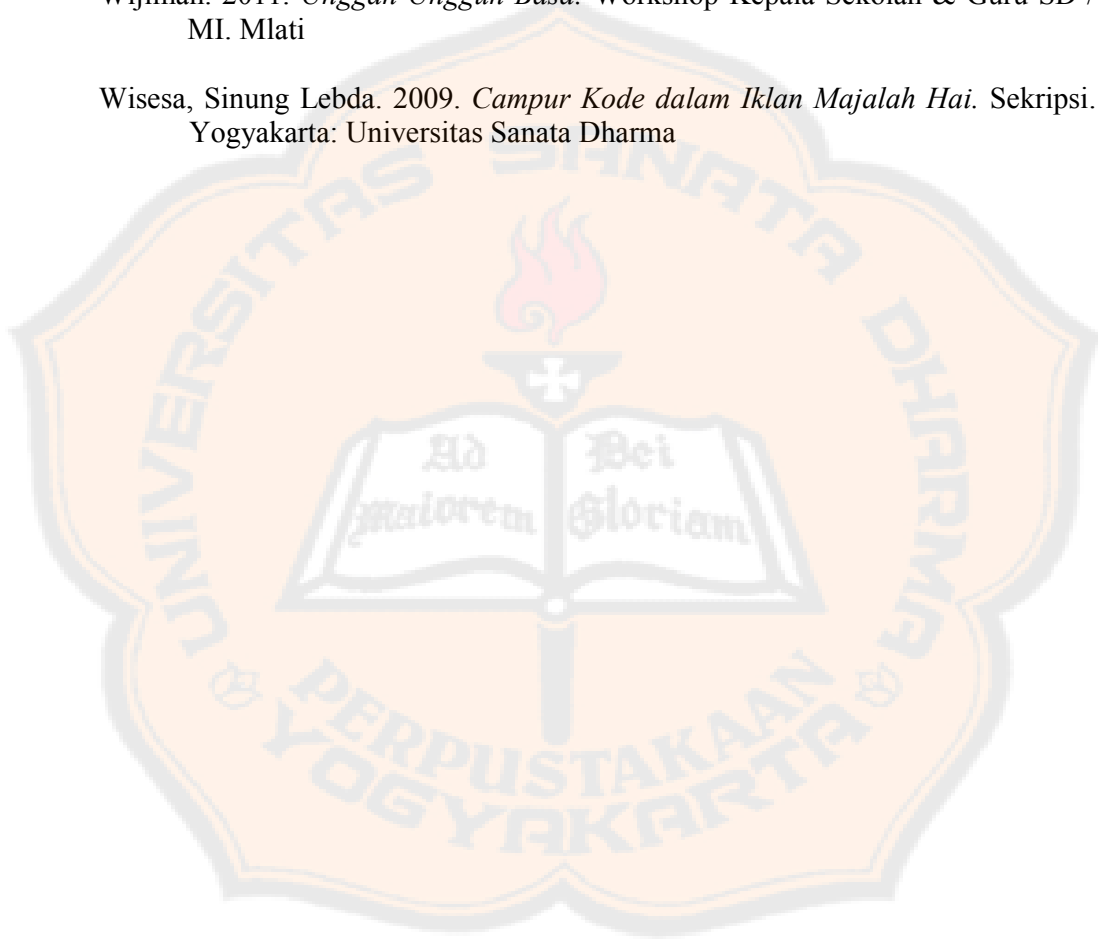 Wijiman. 2011. Unggah Ungguh Basa. Workshop Kepala Sekolah & Guru SD /
MI. Mlati
Wisesa, Sinung Lebda. 2009. Campur Kode dalam Iklan Majalah Hai. Sekripsi.
Yogyakarta: Universitas Sanata Dharma
UNIVERSITAS SANATA DHARMA
Ad Dei
Maiorem Gloriam
PERPUSTAKAAN
YOGYAKARTA